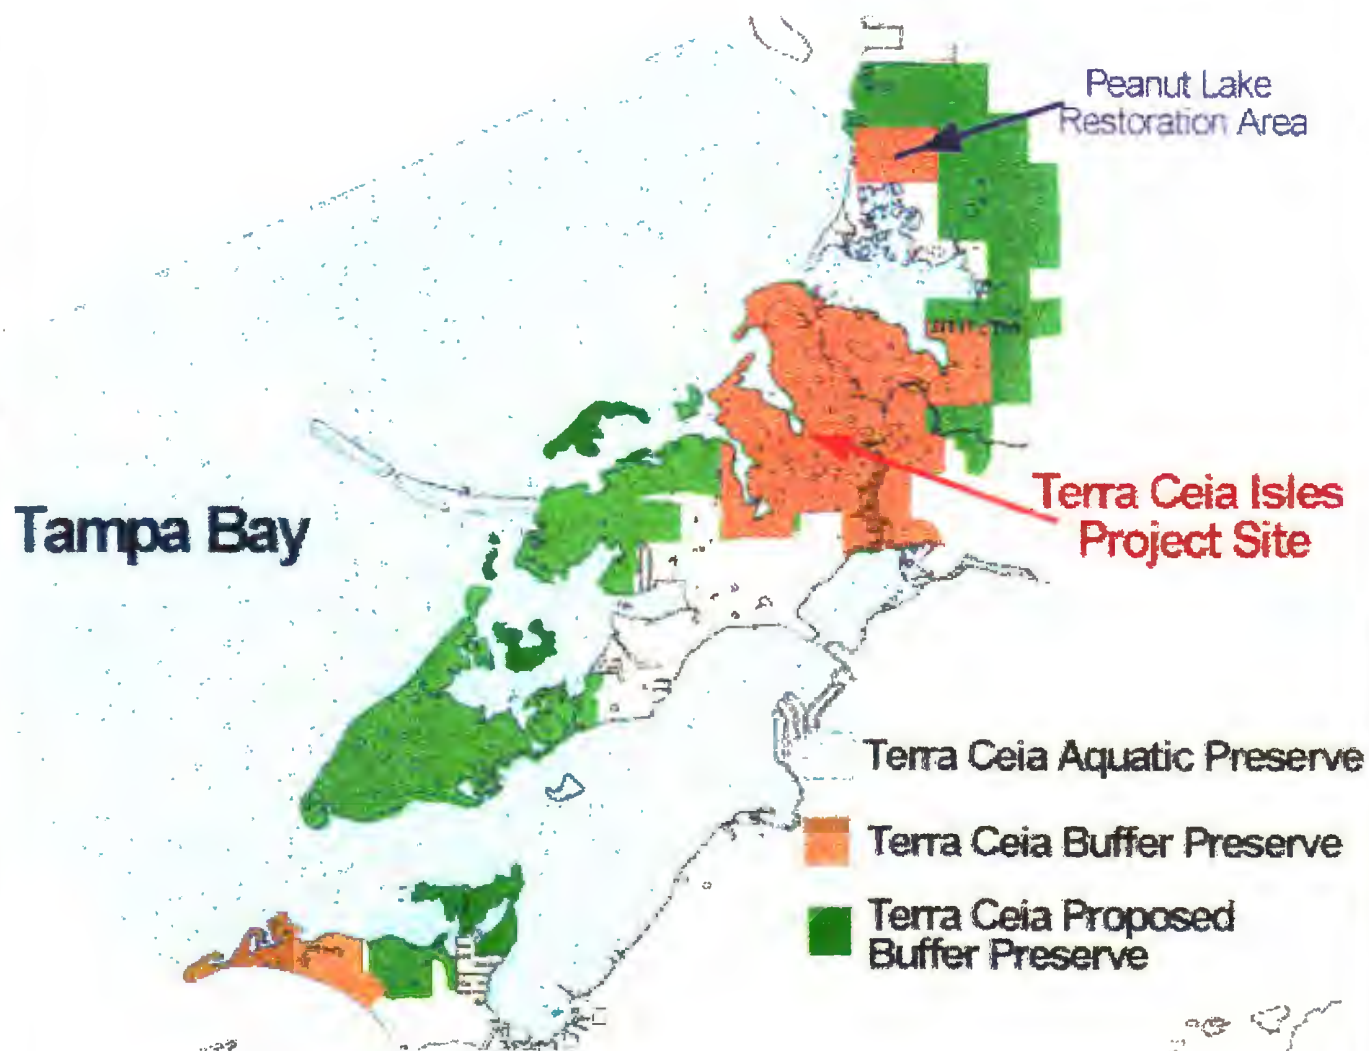 Peanut Lake
Restoration Area
Terra Ceia Isles
Project Site
Tampa Bay
Terra Ceia Aquatic Preserve
Terra Ceia Buffer Preserve
Terra Ceia Proposed
Buffer Preserve